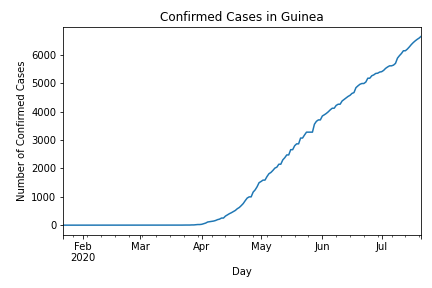 Confirmed Cases in Guinea
Number of Confirmed Cases
6000
5000
4000
3000
2000
1000
0
Feb
2020
Mar
Apr
May
Jun
Jul
Day